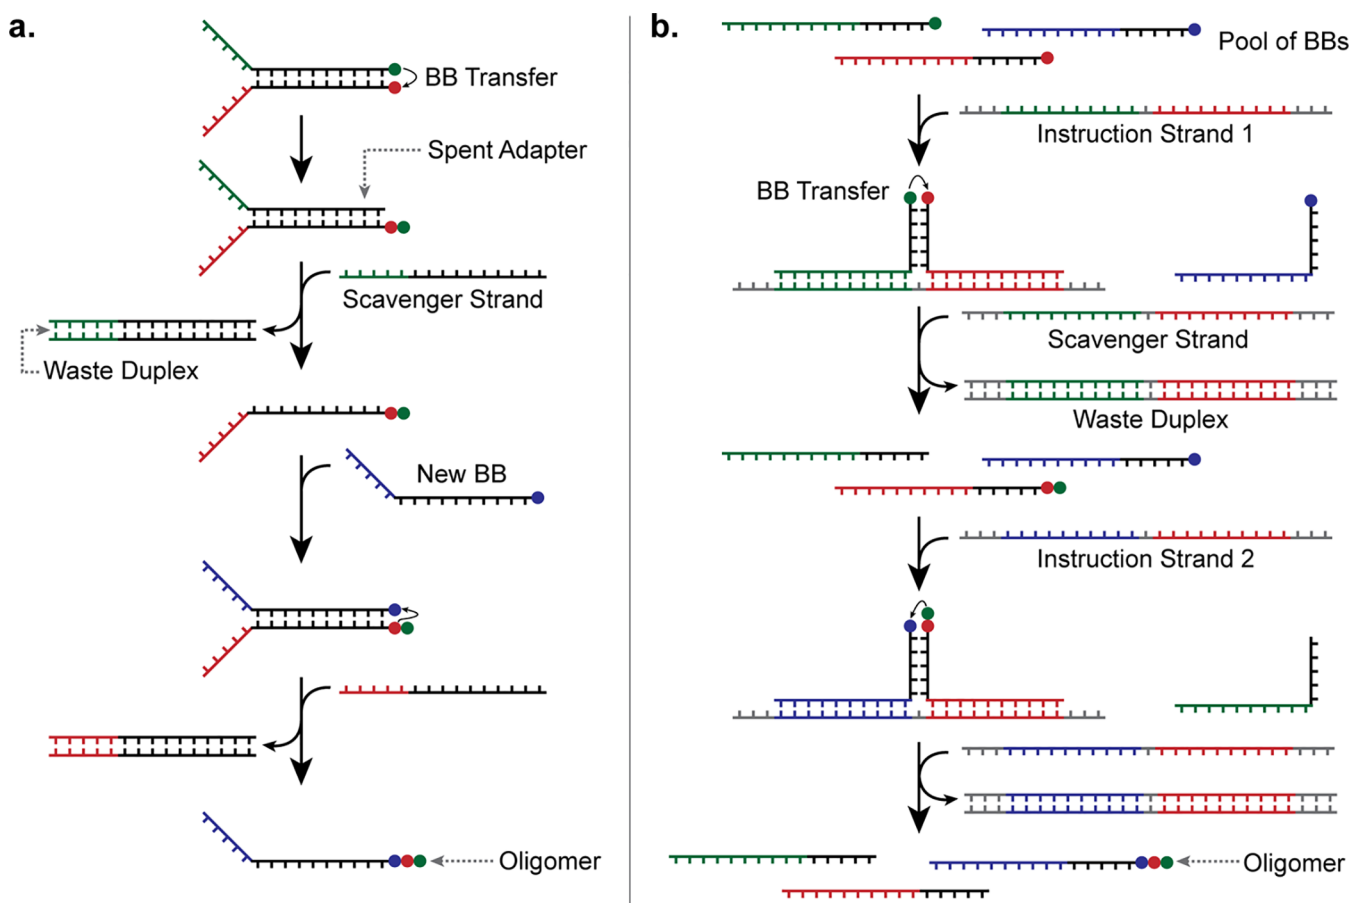 a.
BB Transfer
Spent Adapter
Scavenger Strand
Waste Duplex
New BB
Oligomer
b.
Pool of BBs
Instruction Strand 1
BB Transfer
Scavenger Strand
Waste Duplex
Instruction Strand 2
Oligomer